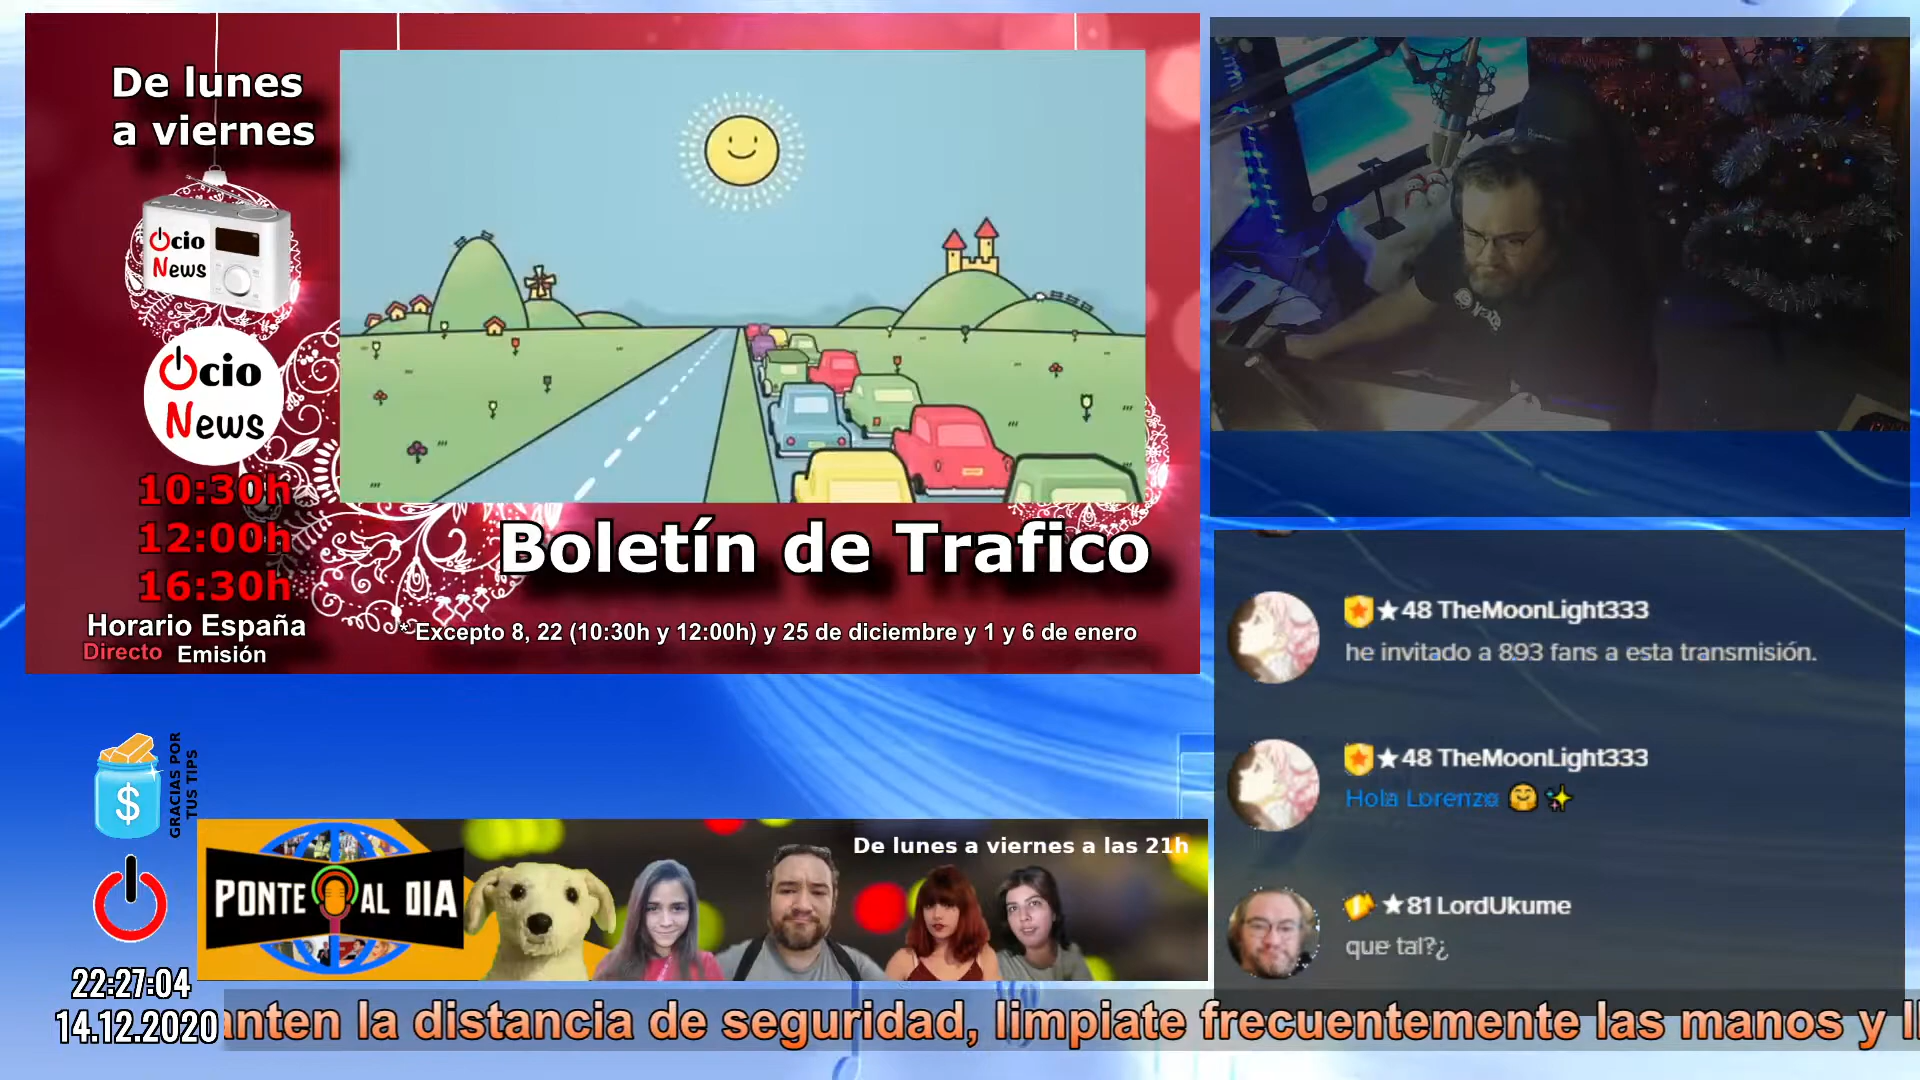 De lunes
a viernes
Ocio
News
Ocio
News
10:30h
12:00h
16:30h
Horario España
Directo Emisión
Boletín de Trafico
* Excepto 8, 22 (10:30h y 12:00h) y 25 de diciembre y 1 y 6 de enero
★48 TheMoonLight333
he invitado a 893 fans a esta transmisión.
★48 TheMoonLight333
Hola Lorenzo 🤗✨
★81 LordUkume
que tal?¿
$
GRACIAS POR
TUS TIPS
PONTE AL DIA
De lunes a viernes a las 21h
22:27:04
14.12.2020
anten la distancia de seguridad, limpiate frecuentemente las manos y ll